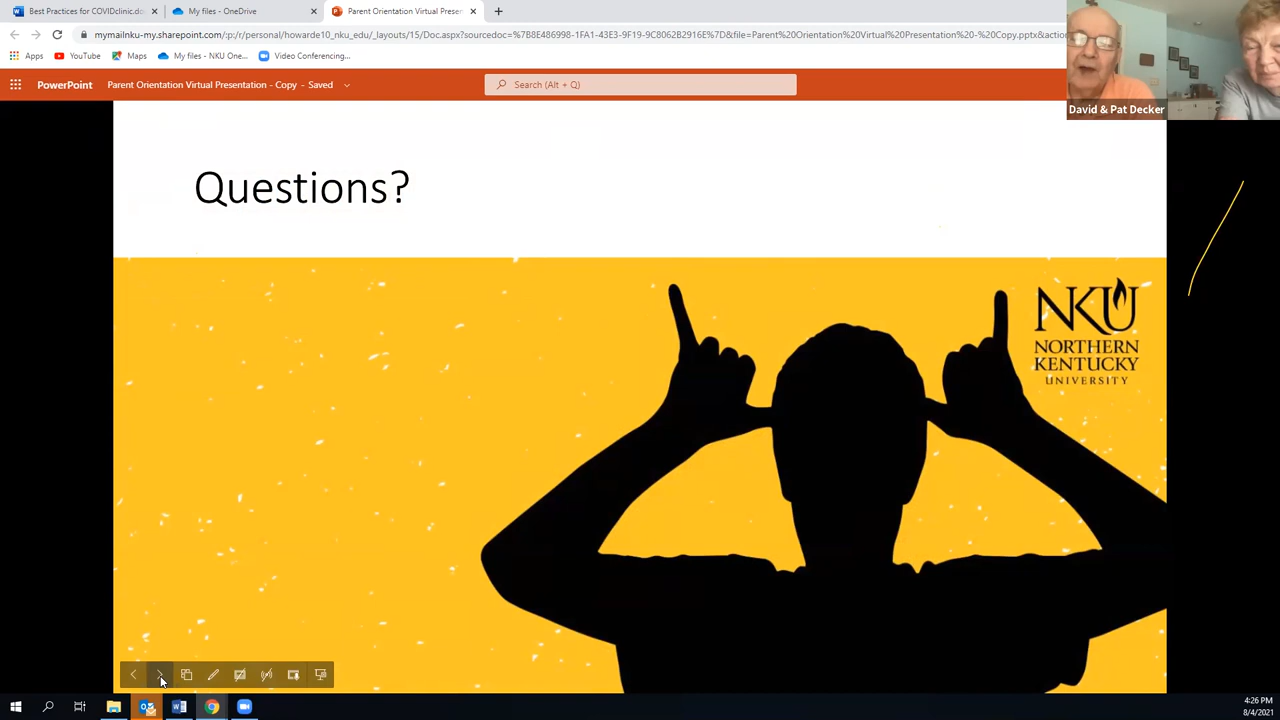 Best Practices for COVIDclinic.do
My files - OneDrive
Parent Orientation Virtual Preser
mymailnku-my.sharepoint.com/:p:/r/personal/howarde10_nku_edu/_layouts/15/Doc.aspx?sourcedoc=%7B8E486998-1FA1-43E3-9F19-9C8062B2916E%7D&file=Parent%20Orientation%20Virtual%20Presentation%20-%20Copy.pptx&action
Apps
YouTube
Maps
My files - NKU One...
Video Conferencing...
PowerPoint
Parent Orientation Virtual Presentation - Copy - Saved
Search (Alt + Q)
David & Pat Decker
Questions?
NKU
NORTHERN
KENTUCKY
UNIVERSITY
4:26 PM
8/4/2021